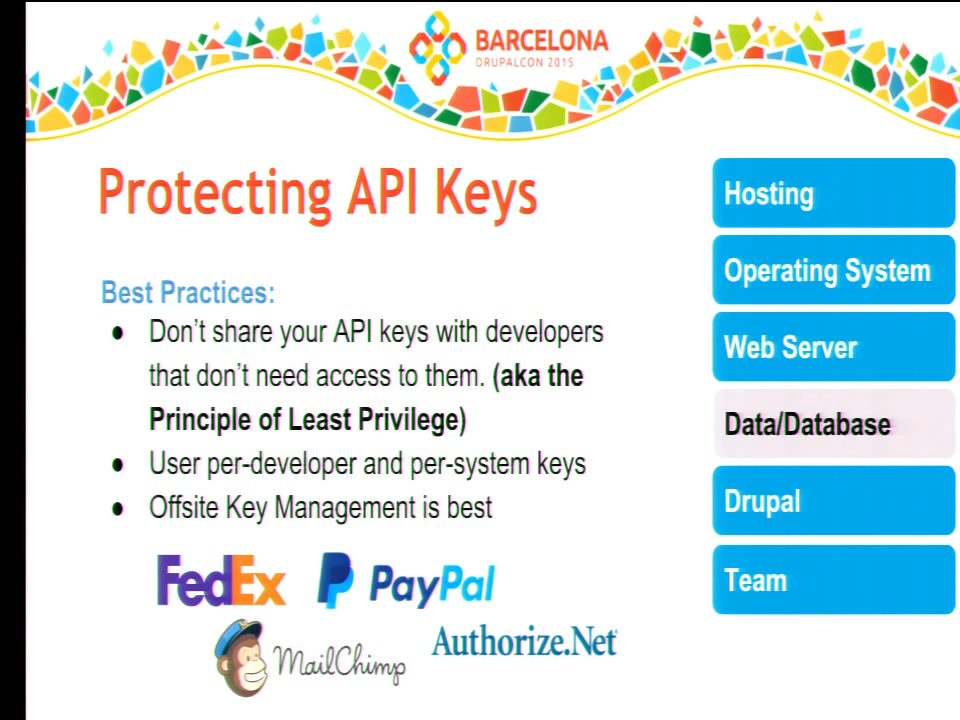 BARCELONA
DRUPALCON 2015
Protecting API Keys
Best Practices:
● Don't share your API keys with developers
that don't need access to them. (aka the
Principle of Least Privilege)
● User per-developer and per-system keys
● Offsite Key Management is best
FedEx
PayPal
MailChimp
Authorize.Net
Hosting
Operating System
Web Server
Data/Database
Drupal
Team